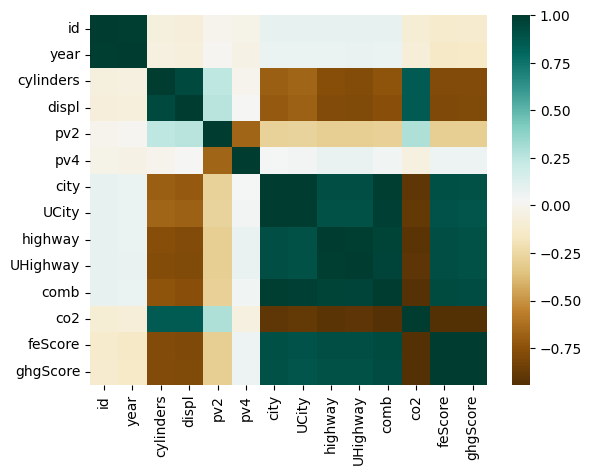 id
year
cylinders
displ
pv2
pv4
city
UCity
highway
UHighway
comb
co2
feScore
ghgScore
id
year
cylinders
displ
pv2
pv4
city
UCity
highway
UHighway
comb
co2
feScore
ghgScore
1.00
0.75
0.50
0.25
0.00
−0.25
−0.50
−0.75